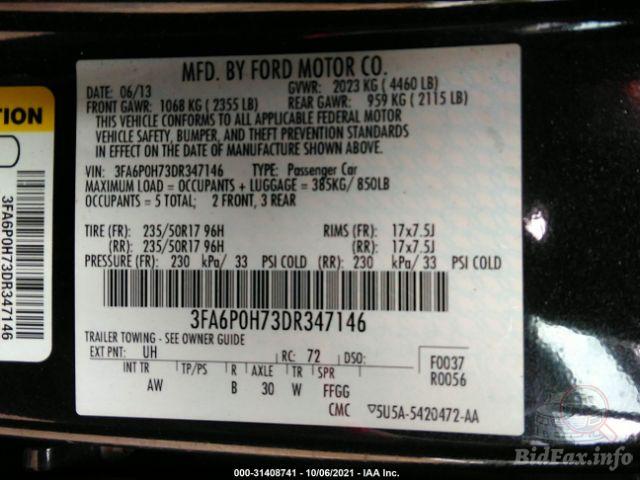 MFD. BY FORD MOTOR CO.
DATE: 06/13 GVWR: 2023 KG ( 4460 LB)
FRONT GAWR: 1068 KG ( 2355 LB) REAR GAWR: 959 KG ( 2115 LB)
THIS VEHICLE CONFORMS TO ALL APPLICABLE FEDERAL MOTOR
VEHICLE SAFETY, BUMPER, AND THEFT PREVENTION STANDARDS
IN EFFECT ON THE DATE OF MANUFACTURE SHOWN ABOVE.
VIN: 3FA6P0H73DR347146 TYPE: Passenger Car
MAXIMUM LOAD = OCCUPANTS + LUGGAGE = 385KG/ 850LB
OCCUPANTS = 5 TOTAL: 2 FRONT, 3 REAR
TIRE (FR): 235/50R17 96H RIMS (FR): 17x7.5J
(RR): 235/50R17 96H (RR): 17x7.5J
PRESSURE (FR): 230 kPa/ 33 PSI COLD (RR): 230 kPa/ 33 PSI COLD
3FA6P0H73DR347146
TRAILER TOWING - SEE OWNER GUIDE
EXT PNT: UH RC: 72 DSO: F0037
INT TR TP/PS R AXLE TR SPR R0056
AW B 30 W FFGG
CMC 5U5A-5420472-AA
TION
3FA6P0H73DR347146
000-31408741 - 10/06/2021 - IAA Inc.
BidFax.info